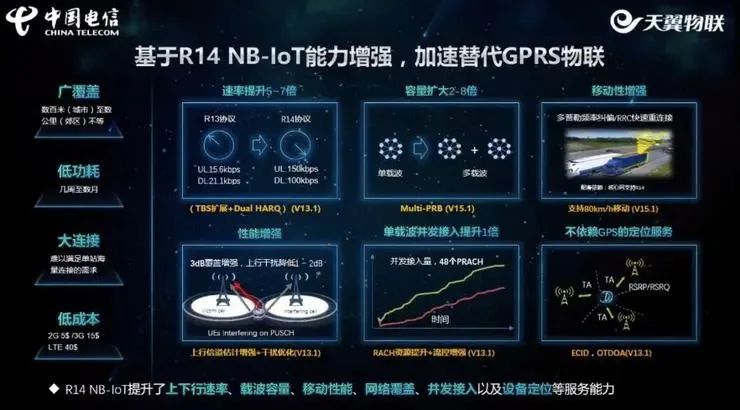 中国电信
CHINA TELECOM
天翼物联
基于R14 NB-IoT能力增强，加速替代GPRS物联
广覆盖
数百米（城市）至数
公里（郊区）不等
低功耗
几周至数月
大连接
难以满足单站海
量连接的需求
低成本
2G 5$ /3G 15$
LTE 40$
速率提升5~7倍
R13协议
R14协议
UL:15.6kbps
DL:21.1kbps
UL:150kbps
DL:100kbps
（TBS扩展+Dual HARQ）(V13.1)
容量扩大2-8倍
单载波
多载波
Multi-PRB (V15.1)
移动性增强
多普勒频率纠偏/RRC快速重连接
支持80km/h移动 (V15.1)
性能增强
3dB覆盖增强，上行干扰降低1~2dB
victim cell
Interfering cell
UEs Interfering on PUSCH
上行信道估计增强+干扰优化(V13.1)
单载波并发接入提升1倍
并发接入量，48个PRACH
时间
RACH资源提升+流控增强 (V13.1)
不依赖GPS的定位服务
TA
TA
TA
RSRP/RSRQ
ECID，OTDOA(V13.1)
R14 NB-IoT提升了上下行速率、载波容量、移动性能、网络覆盖、并发接入以及设备定位等服务能力